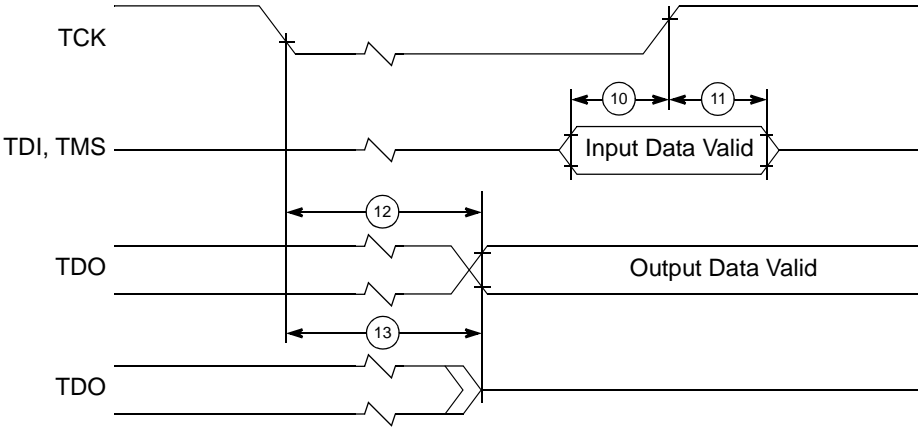 TCK
10
11
TDI, TMS
Input Data Valid
12
TDO
Output Data Valid
13
TDO